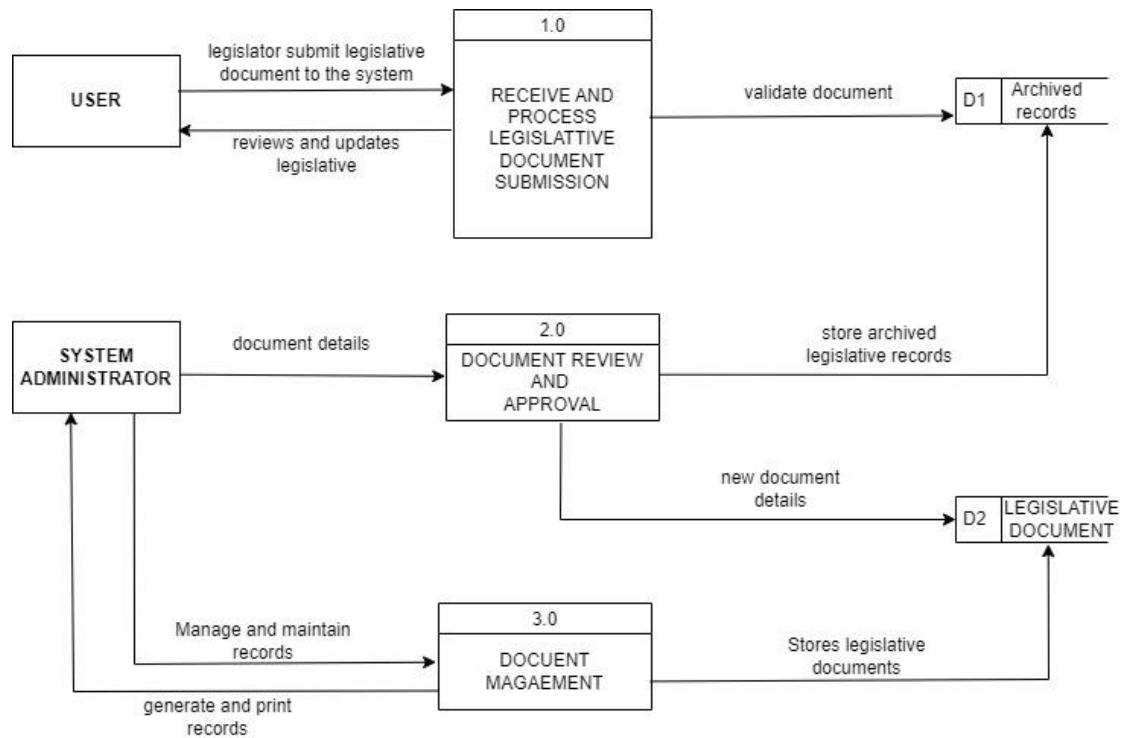 1.0
legislator submit legislative
document to the system
USER
RECEIVE AND
PROCESS
LEGISLATTIVE
DOCUMENT
SUBMISSION
validate document
D1
Archived
records
reviews and updates
legislative
SYSTEM
ADMINISTRATOR
document details
2.0
DOCUMENT REVIEW
AND
APPROVAL
store archived
legislative records
new document
details
D2
LEGISLATIVE
DOCUMENT
Manage and maintain
records
3.0
DOCUENT
MAGAEMENT
Stores legislative
documents
generate and print
records